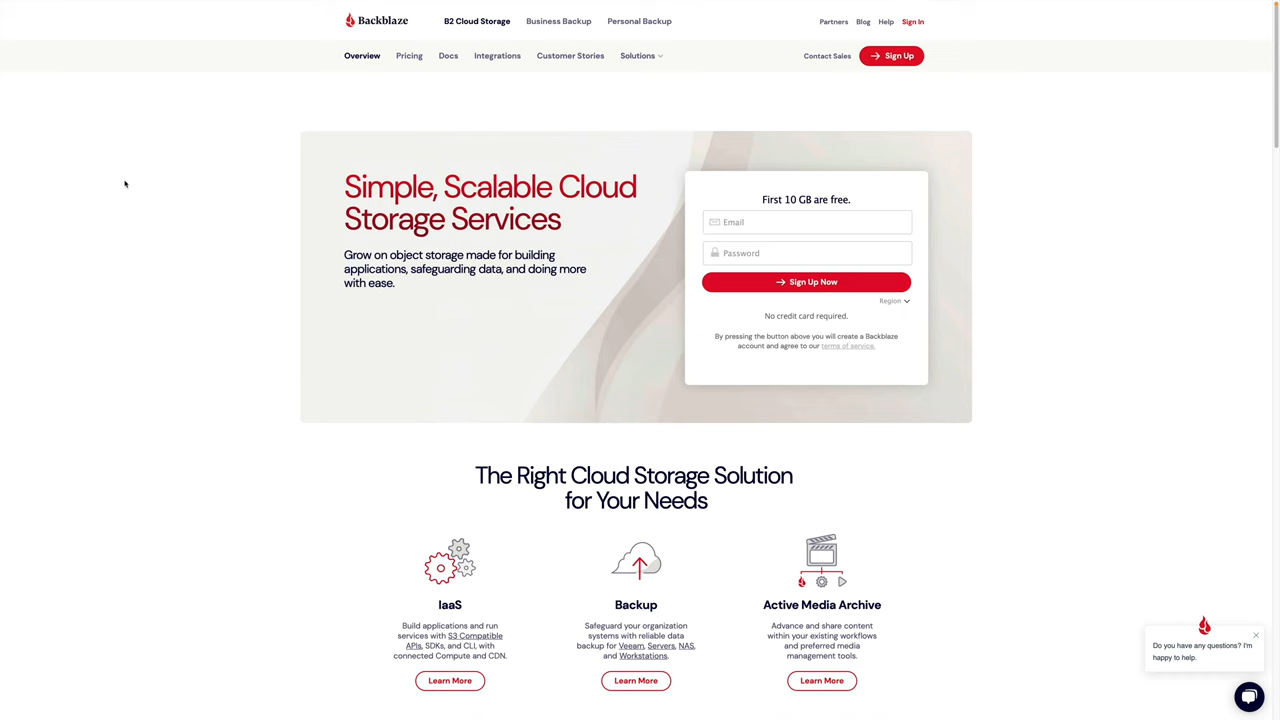 Backblaze
B2 Cloud Storage
Business Backup
Personal Backup
Partners
Blog
Help
Sign In
Overview
Pricing
Docs
Integrations
Customer Stories
Solutions
Contact Sales
Sign Up
Simple, Scalable Cloud
Storage Services
Grow on object storage made for building
applications, safeguarding data, and doing more
with ease.
First 10 GB are free.
Email
Password
Sign Up Now
Region
No credit card required.
By pressing the button above you will create a Backblaze
account and agree to our terms of service.
The Right Cloud Storage Solution
for Your Needs
IaaS
Build applications and run
services with S3 Compatible
APIs, SDKs, and CLI, with
connected Compute and CDN.
Learn More
Backup
Safeguard your organization
systems with reliable data
backup for Veeam, Servers, NAS,
and Workstations.
Learn More
Active Media Archive
Advance and share content
within your existing workflows
and preferred media
management tools.
Learn More
Do you have any questions? I'm
happy to help.